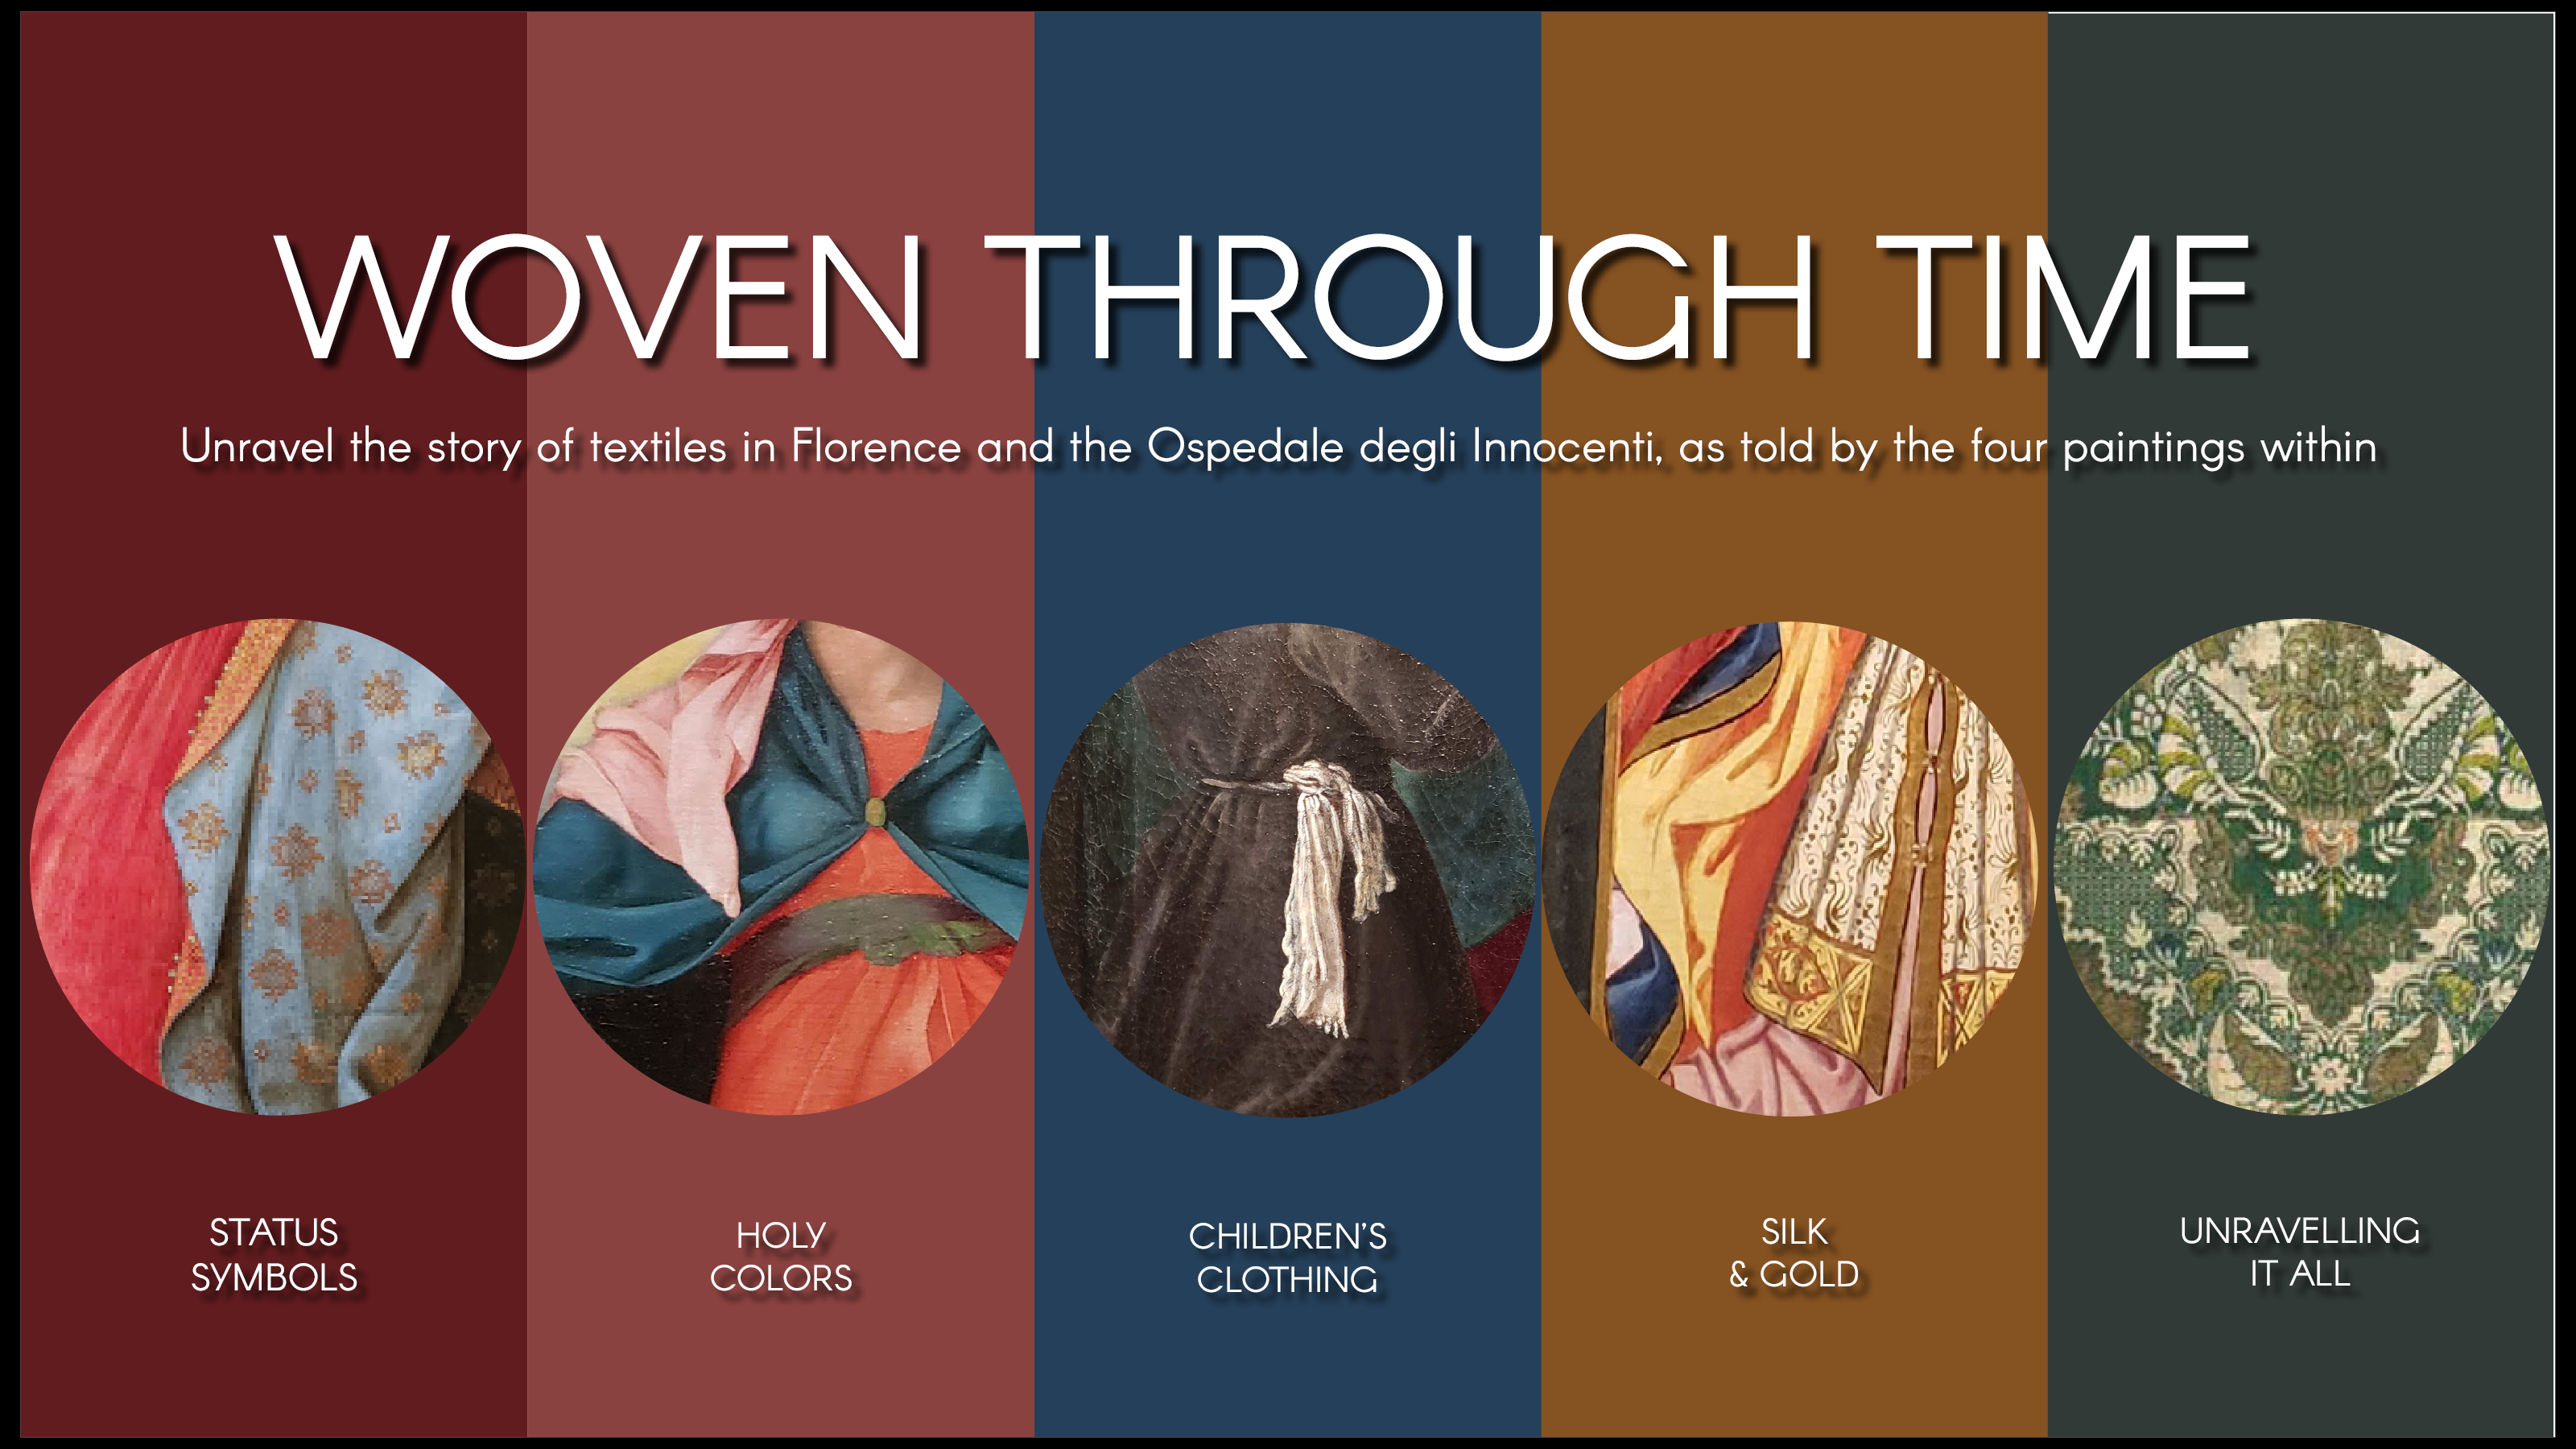 WOVEN THROUGH TIME
Unravel the story of textiles in Florence and the Ospedale degli Innocenti, as told by the four paintings within
STATUS
SYMBOLS
HOLY
COLORS
CHILDREN'S
CLOTHING
SILK
& GOLD
UNRAVELLING
IT ALL